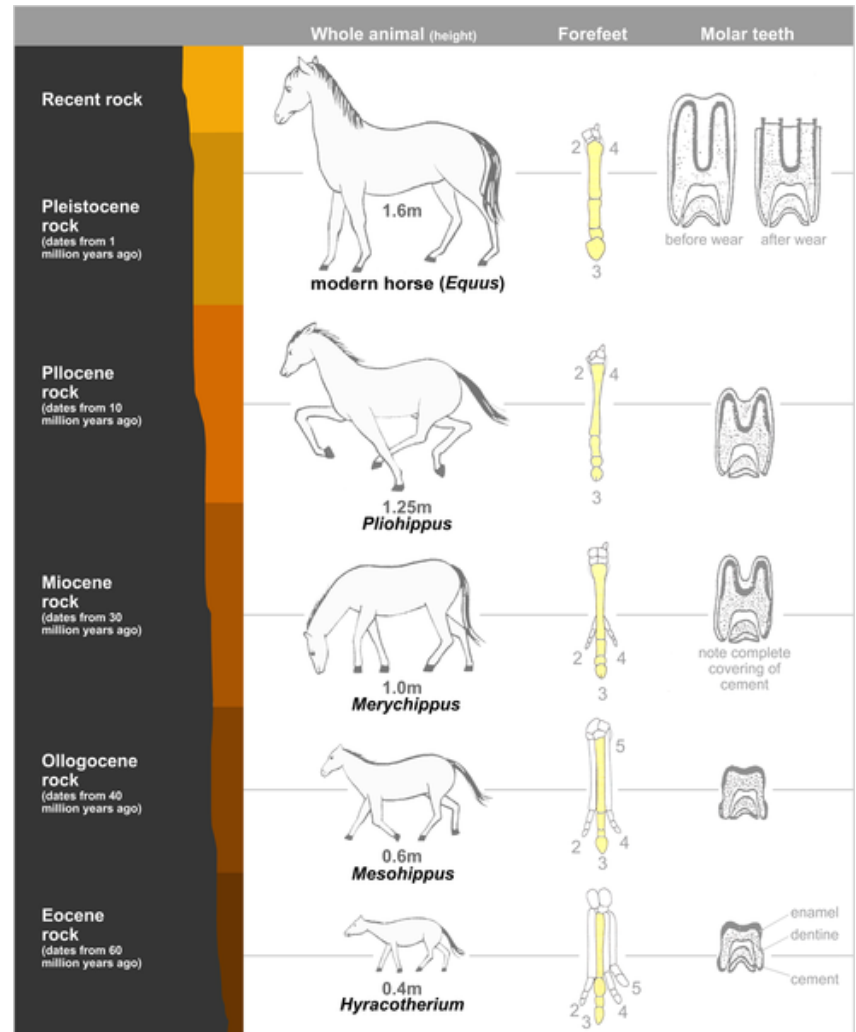 Whole animal (height) Forefeet Molar teeth
Recent rock
2 4
1.6m
before wear after wear
3
modern horse (Equus)
Pleistocene
rock
(dates from 1
million years ago)
PlIocene
rock
(dates from 10
million years ago)
2 4
3
1.25m
Pliohippus
Miocene
rock
(dates from 30
million years ago)
2 4
3
note complete
covering of
cement
1.0m
Merychippus
Ollogocene
rock
(dates from 40
million years ago)
5
2 4
3
0.6m
Mesohippus
Eocene
rock
(dates from 60
million years ago)
enamel
dentine
cement
5
2 4
3
0.4m
Hyracotherium